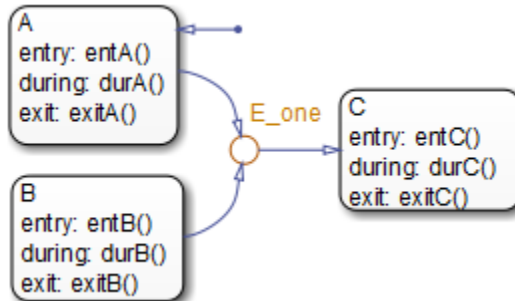 A
entry: entA()
during: durA()
exit: exitA()
E_one
C
entry: entC()
during: durC()
exit: exitC()
B
entry: entB()
during: durB()
exit: exitB()